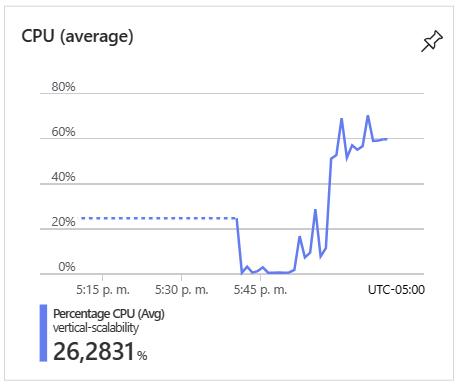 CPU (average)
80%
60%
40%
20%
0%
5:15 p. m. 5:30 p. m. 5:45 p. m. UTC-05:00
Percentage CPU (Avg)
vertical-scalability
26,2831 %